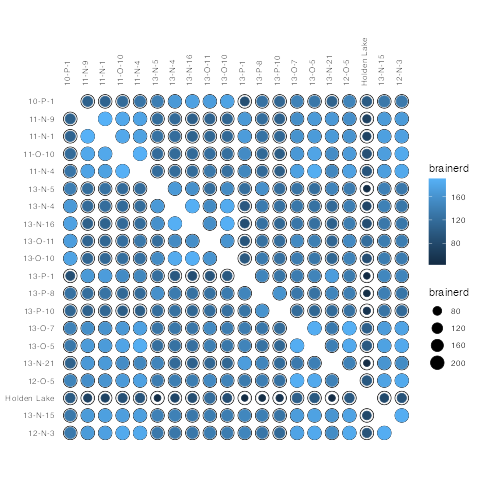 10-P-1
11-N-9
11-N-1
11-O-10
11-N-4
13-N-5
13-N-4
13-N-16
13-O-11
13-O-10
13-P-1
13-P-8
13-P-10
13-O-7
13-O-5
13-N-21
12-O-5
Holden Lake
13-N-15
12-N-3
10-P-1
11-N-9
11-N-1
11-O-10
11-N-4
13-N-5
13-N-4
13-N-16
13-O-11
13-O-10
13-P-1
13-P-8
13-P-10
13-O-7
13-O-5
13-N-21
12-O-5
Holden Lake
13-N-15
12-N-3
brainerd
160
120
80
brainerd
80
120
160
200